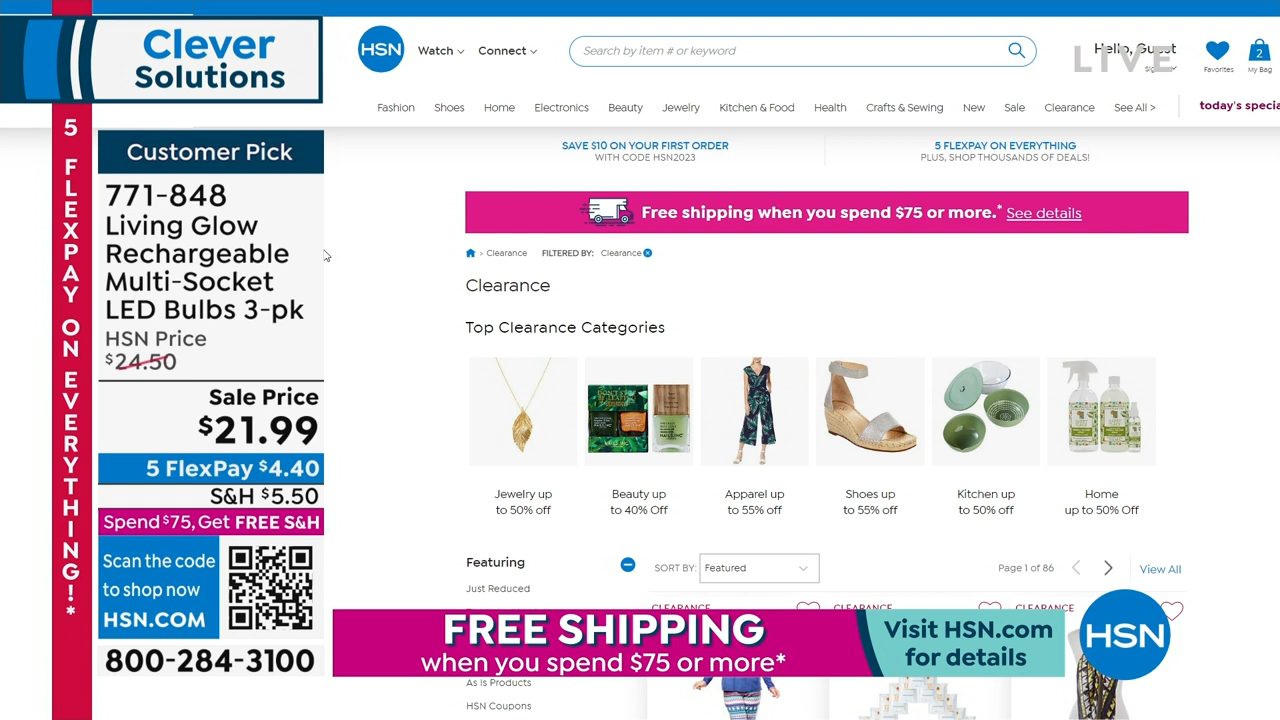 Clever
Solutions
5 FLEXPAY ON EVERYTHING!*
Customer Pick
771-848
Living Glow
Rechargeable
Multi-Socket
LED Bulbs 3-pk
HSN Price
$24.50
Sale Price
$21.99
5 FlexPay $4.40
S&H $5.50
Spend $75, Get FREE S&H
Scan the code
to shop now
HSN.COM
800-284-3100
HSN
Watch
Connect
Search by item # or keyword
Hello, Guest
LIVE
Favorites
2
My Bag
Fashion
Shoes
Home
Electronics
Beauty
Jewelry
Kitchen & Food
Health
Crafts & Sewing
New
Sale
Clearance
See All >
today's specia
SAVE $10 ON YOUR FIRST ORDER
WITH CODE HSN2023
5 FLEXPAY ON EVERYTHING
PLUS, SHOP THOUSANDS OF DEALS!
Free shipping when you spend $75 or more.* See details
> Clearance FILTERED BY: Clearance
Clearance
Top Clearance Categories
Jewelry up
to 50% off
Beauty up
to 40% Off
Apparel up
to 55% off
Shoes up
to 55% off
Kitchen up
to 50% off
Home
up to 50% Off
Featuring
Just Reduced
SORT BY: Featured
Page 1 of 86
View All
CLEARANCE
CLEARANCE
CLEARANCE
FREE SHIPPING
when you spend $75 or more*
Visit HSN.com
for details
HSN
As Is Products
HSN Coupons